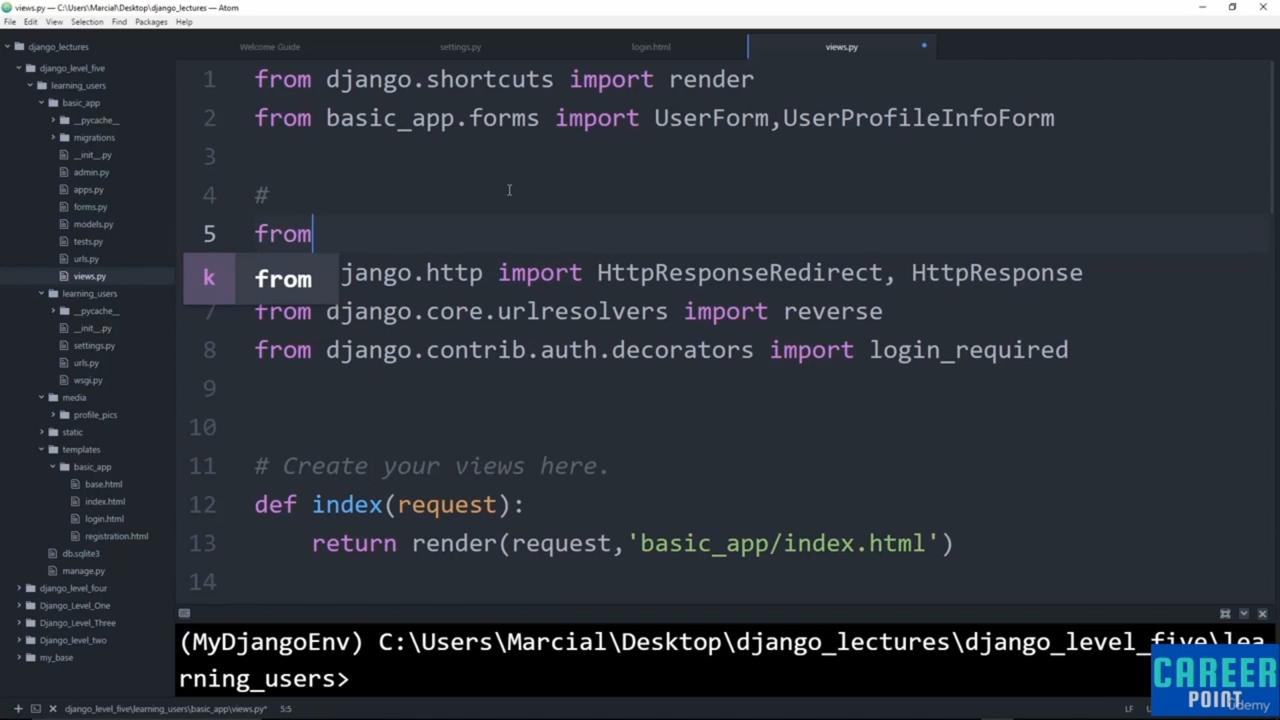 views.py — C:\Users\Marcial\Desktop\django_lectures — Atom
File Edit View Selection Find Packages Help
django_lectures
django_level_five
learning_users
basic_app
__pycache__
migrations
__init__.py
admin.py
apps.py
forms.py
models.py
tests.py
urls.py
views.py
learning_users
__pycache__
__init__.py
settings.py
urls.py
wsgi.py
media
profile_pics
static
templates
basic_app
base.html
index.html
login.html
registration.html
db.sqlite3
manage.py
django_level_four
Django_Level_One
Django_Level_Three
Django_level_two
my_base
Welcome Guide settings.py login.html views.py
1 from django.shortcuts import render
2 from basic_app.forms import UserForm,UserProfileInfoForm
3
4 #
5 from
k from
jango.http import HttpResponseRedirect, HttpResponse
7 from django.core.urlresolvers import reverse
8 from django.contrib.auth.decorators import login_required
9
10
11 # Create your views here.
12 def index(request):
13 return render(request,'basic_app/index.html')
14
(MyDjangoEnv) C:\Users\Marcial\Desktop\django_lectures\django_level_five\lea
rning_users>
django_level_five\learning_users\basic_app\views.py* 5:5
LF
CAREER
POINT
Udemy